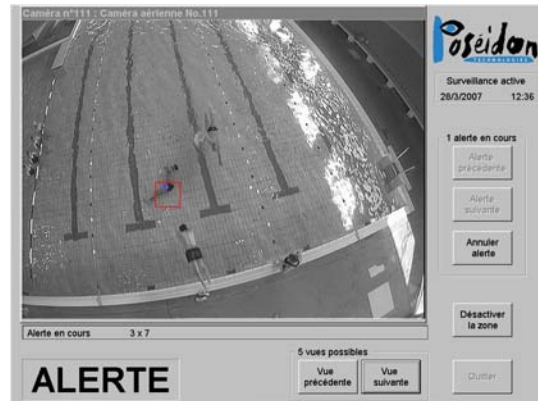 Caméra n°111 : Caméra aérienne No.111
Poséidon
TECHNOLOGIES
Surveillance active
28/3/2007 12:36
1 alerte en cours
Alerte
précédente
Alerte
suivante
Annuler
alerte
Désactiver
la zone
Alerte en cours 3 x 7
ALERTE
5 vues possibles
Vue
précédente
Vue
suivante
Quitter